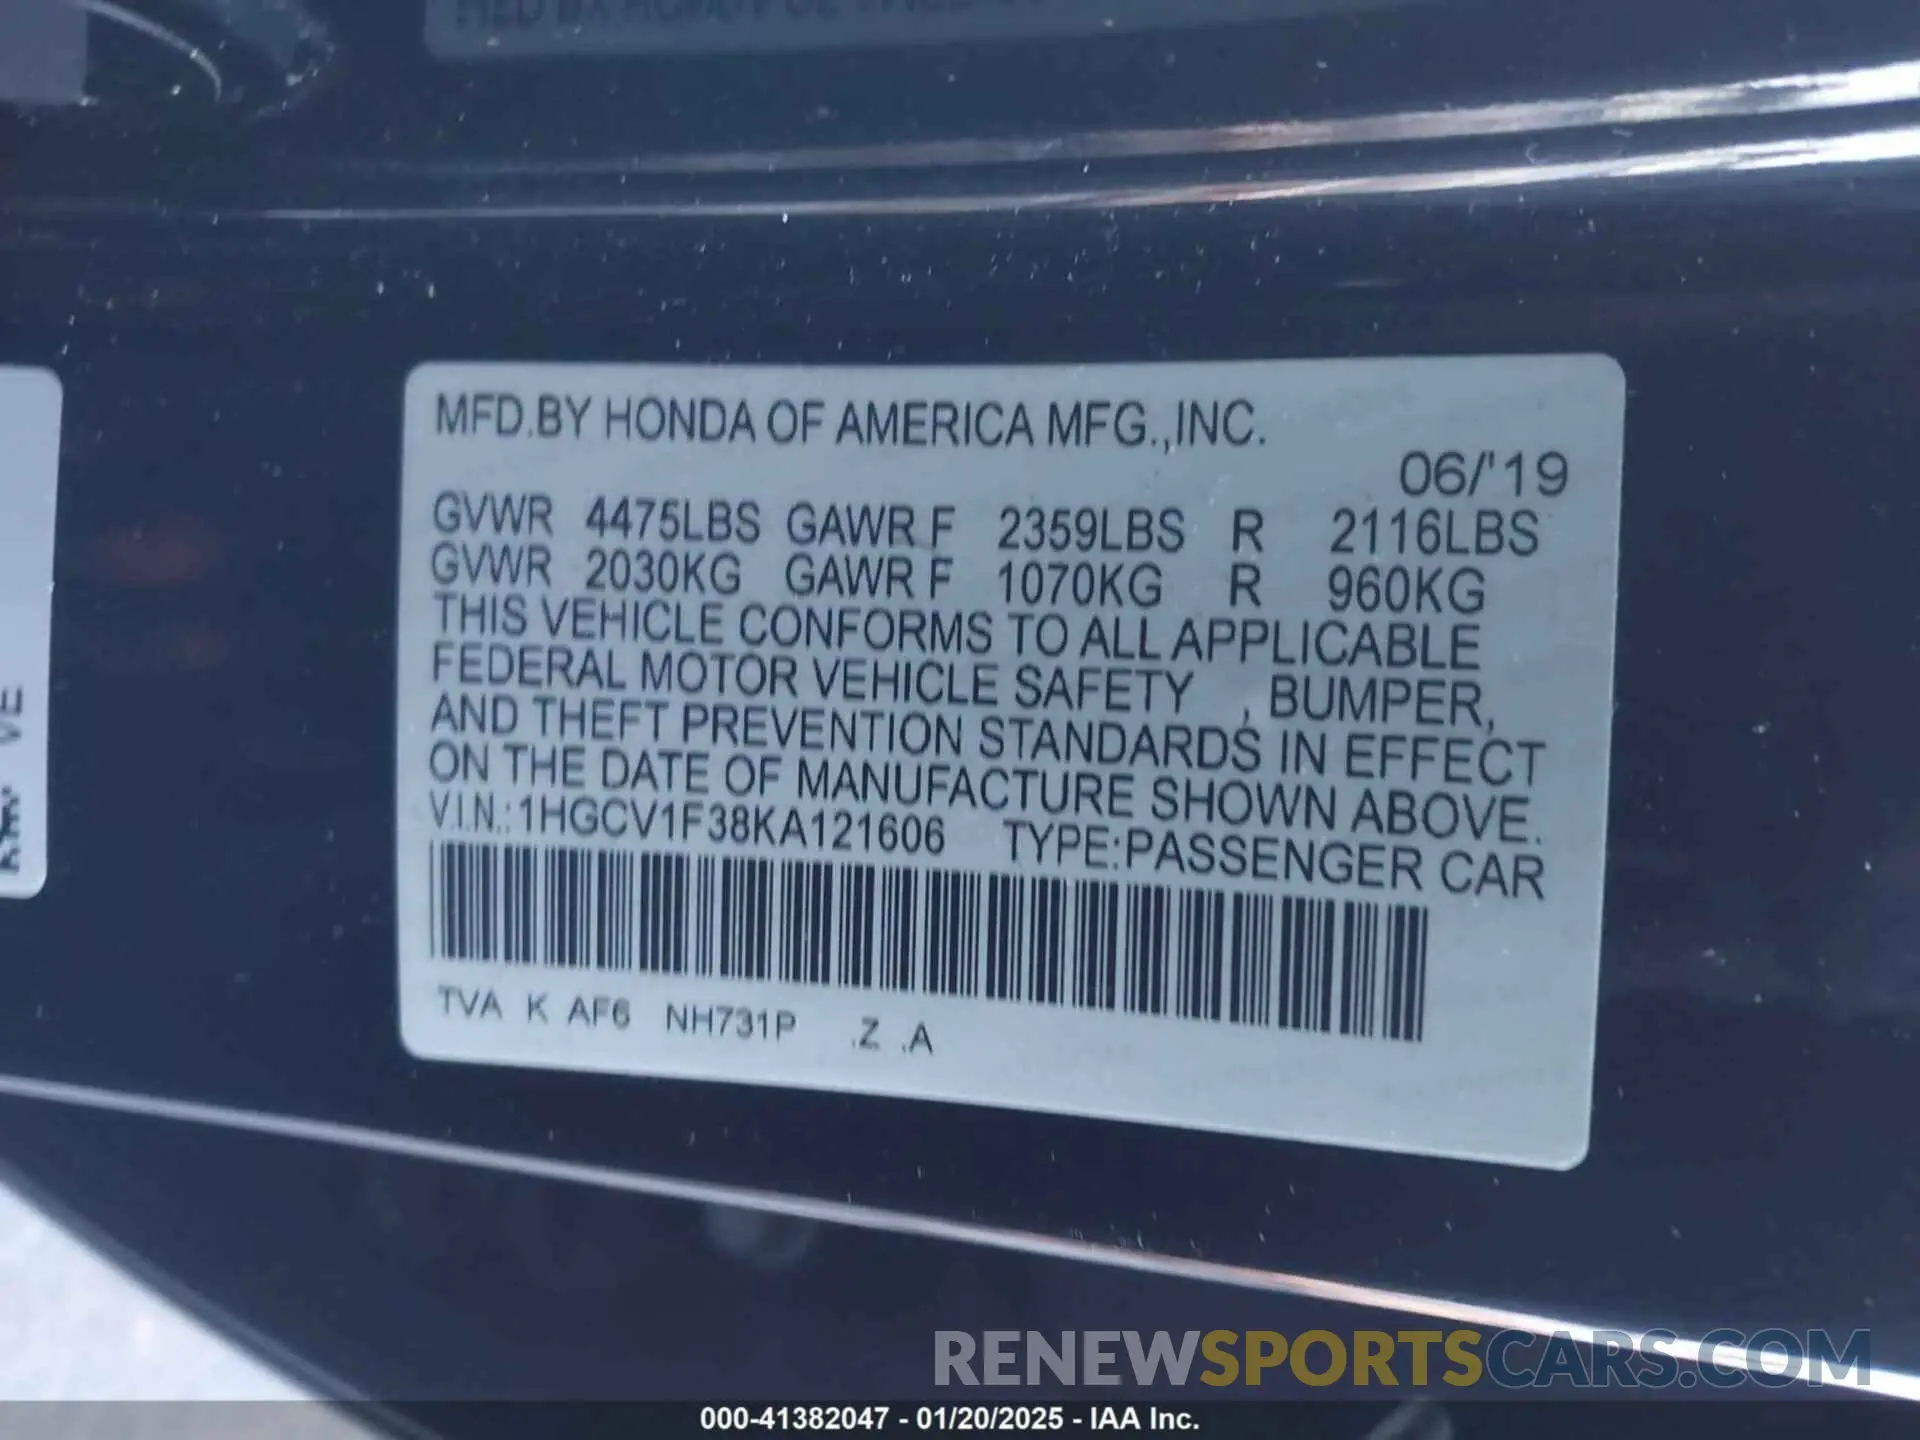 MFD.BY HONDA OF AMERICA MFG.,INC.
06/'19
GVWR 4475LBS GAWR F 2359LBS R 2116LBS
GVWR 2030KG GAWR F 1070KG R 960KG
THIS VEHICLE CONFORMS TO ALL APPLICABLE
FEDERAL MOTOR VEHICLE SAFETY , BUMPER,
AND THEFT PREVENTION STANDARDS IN EFFECT
ON THE DATE OF MANUFACTURE SHOWN ABOVE.
V.I.N.:1HGCV1F38KA121606 TYPE:PASSENGER CAR
TVA K AF6 NH731P .Z .A
VE
RENEWSPORTSCARS.COM
000-41382047 - 01/20/2025 - IAA Inc.